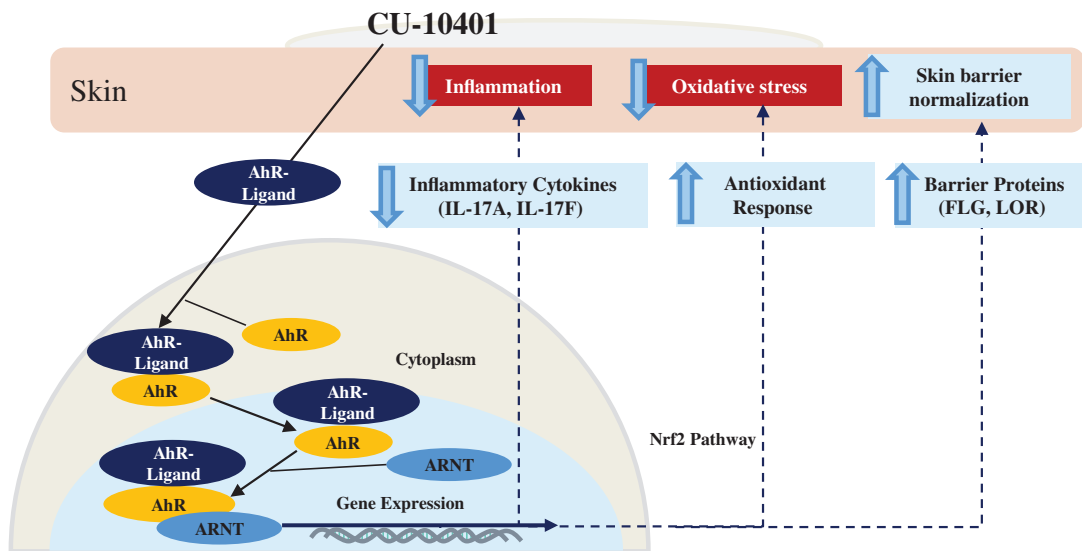 CU-10401
Skin
Inflammation
Oxidative stress
Skin barrier
normalization
AhR-
Ligand
Inflammatory Cytokines
(IL-17A, IL-17F)
Antioxidant
Response
Barrier Proteins
(FLG, LOR)
AhR
AhR-
Ligand
AhR
Cytoplasm
AhR-
Ligand
AhR
Nrf2 Pathway
AhR-
Ligand
AhR
ARNT
ARNT
Gene Expression